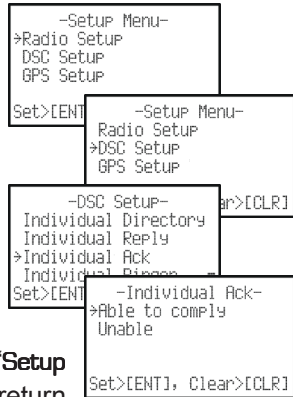 -Setup Menu-
→Radio Setup
DSC Setup
GPS Setup
Set>[ENT
-Setup Menu-
Radio Setup
→DSC Setup
GPS Setup
ar>[CLR]
-DSC Setup-
Individual Directory
Individual Reply
→Individual Ack
Individual
Set>[ENT
-Individual Ack-
→Able to comply
Unable
Set>[ENT], Clear>[CLR]
"Setup
return